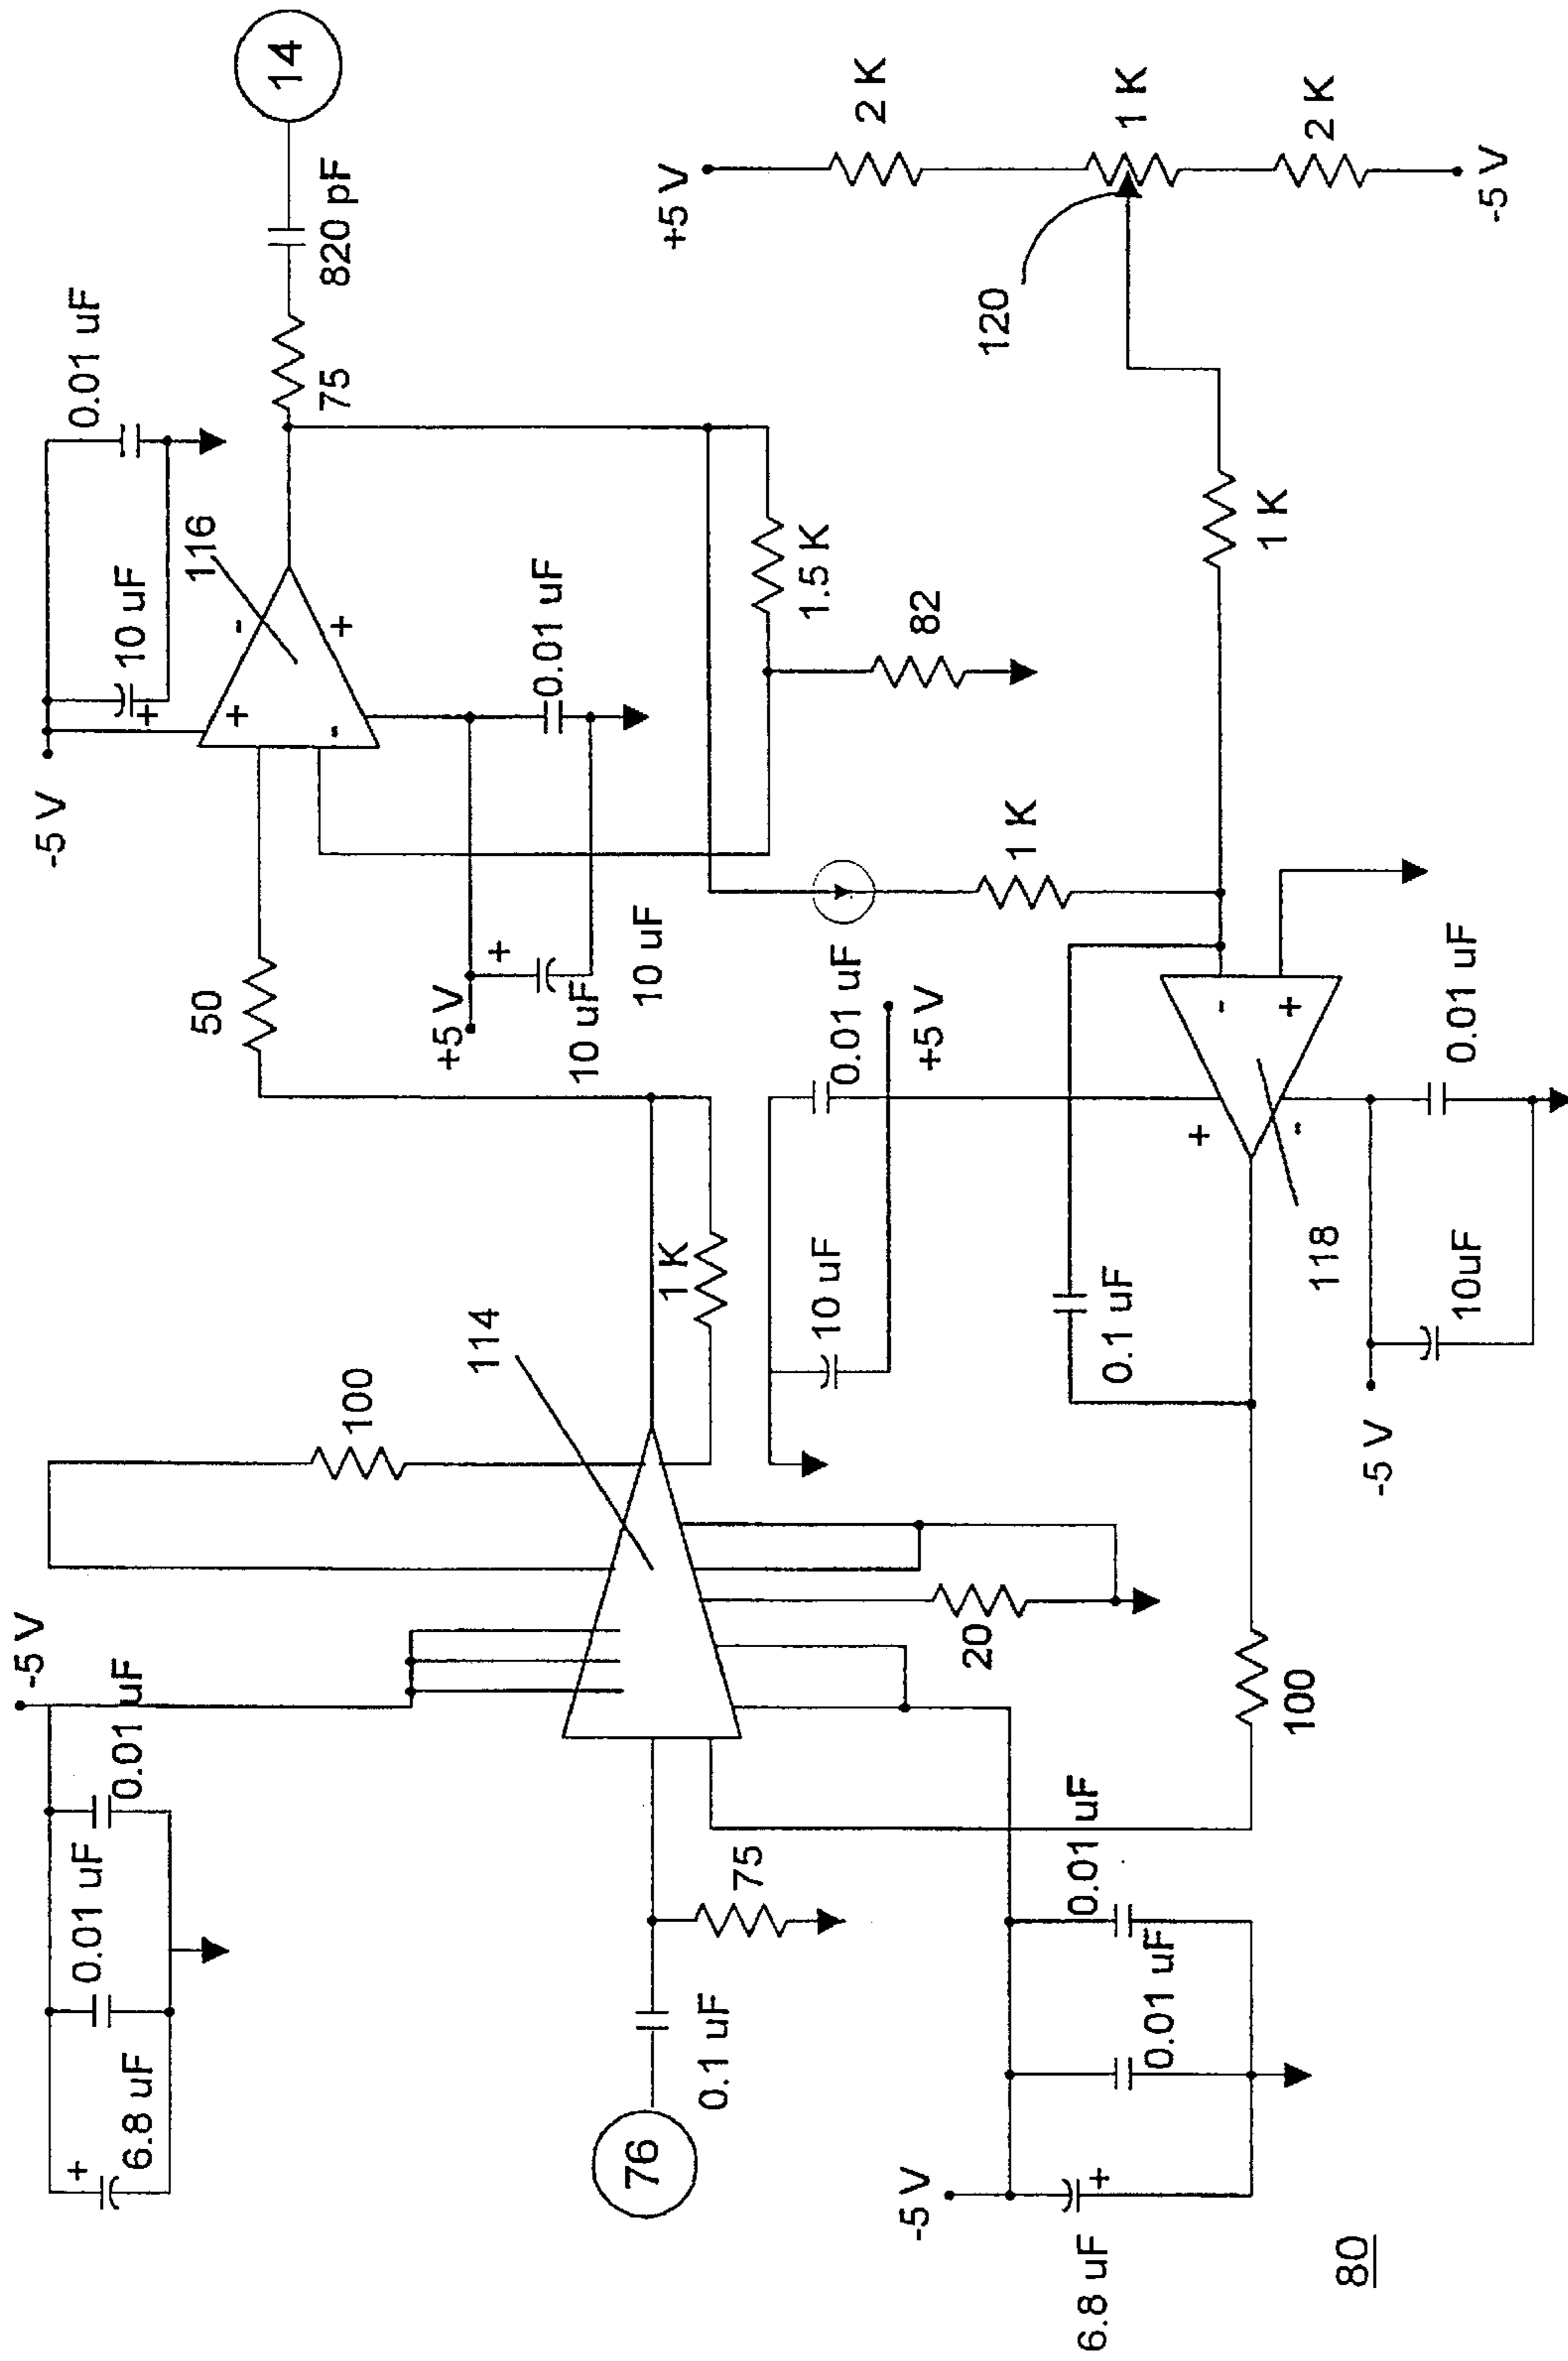 -5 V
0.01 uF
0.01 uF
6.8 uF
100
114
1 K
76
0.1 uF
75
-5 V
6.8 uF
0.01 uF
0.01 uF
20
100
-5 V
10 uF
0.01 uF
116
+
-
-
+
+
50
75
820 pF
14
+5 V
+
10 uF
10 uF
0.01 uF
1.5 K
82
0.01 uF
10 uF
+5 V
1 K
0.1 uF
118
-
+
+
-
-5 V
10uF
0.01 uF
1 K
120
+5 V
2 K
1 K
2 K
-5 V
+
+
80